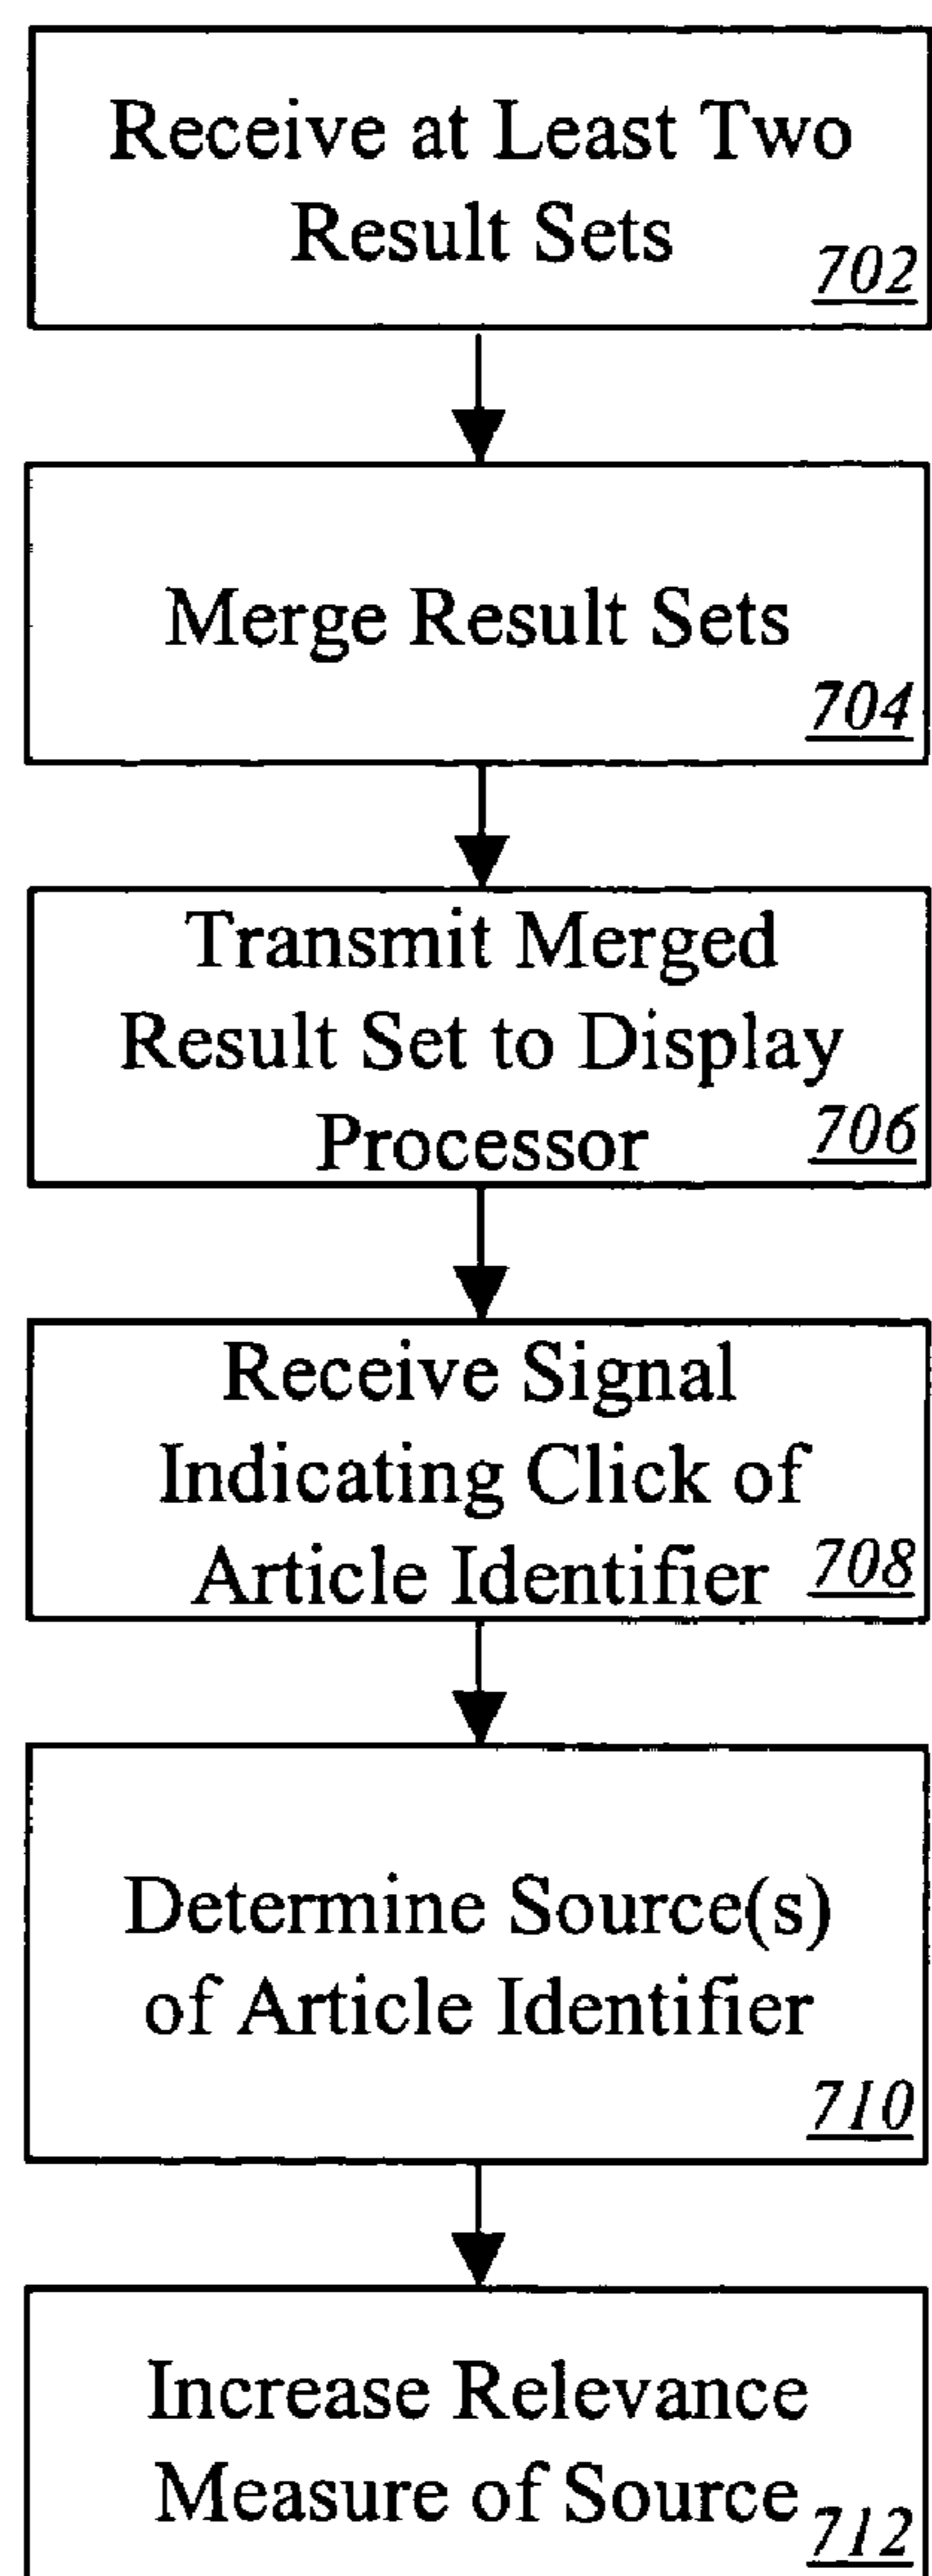 Receive at Least Two
Result Sets
702
Merge Result Sets
704
Transmit Merged
Result Set to Display
Processor
706
Receive Signal
Indicating Click of
Article Identifier
708
Determine Source(s)
of Article Identifier
710
Increase Relevance
Measure of Source
712